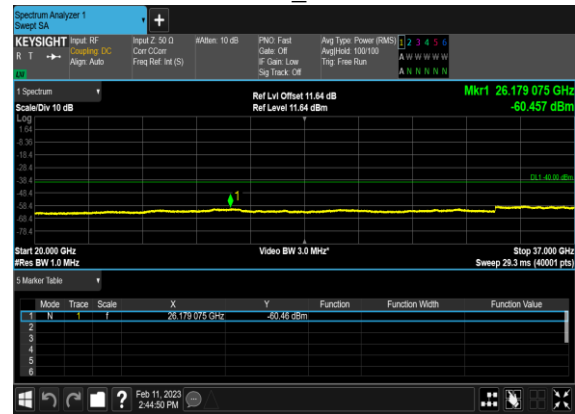 Spectrum Analyzer 1
Swept SA
+
KEYSIGHT Input: RF Input Z: 50 Ω #Atten: 10 dB PNO: Fast Avg Type: Power (RMS) 1 2 3 4 5 6
R T Coupling: DC Corr CCorr Gate: Off Avg|Hold: 100/100 A W W W W W
Align: Auto Freq Ref: Int (S) IF Gain: Low Trig: Free Run
LW Sig Track: Off A N N N N N
1 Spectrum Ref Lvl Offset 11.64 dB Mkr1 26.179 075 GHz
Scale/Div 10 dB Ref Level 11.64 dBm -60.457 dBm
Log
1.64
-8.36
-18.4
-28.4
-38.4 DL1 -40.00 dBm
-48.4
1
-58.4
-68.4
-78.4
Start 20.000 GHz Video BW 3.0 MHz* Stop 37.000 GHz
#Res BW 1.0 MHz Sweep 29.3 ms (40001 pts)
5 Marker Table
Mode Trace Scale X Y Function Function Width Function Value
1 N 1 f 26.179 075 GHz -60.46 dBm
2
3
4
5
6
? Feb 11, 2023
2:44:50 PM